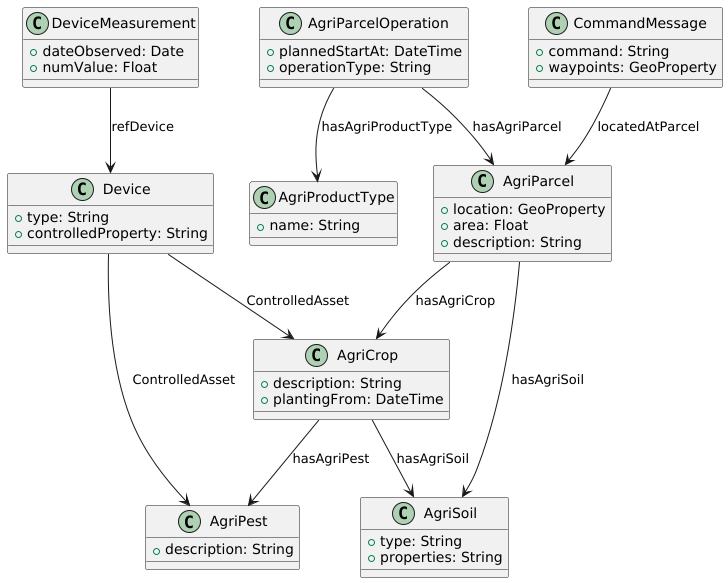 C DeviceMeasurement
dateObserved: Date
numValue: Float
C AgriParcelOperation
plannedStartAt: DateTime
operationType: String
C CommandMessage
command: String
waypoints: GeoProperty
refDevice
hasAgriProductType
hasAgriParcel
locatedAtParcel
C Device
type: String
controlledProperty: String
C AgriProductType
name: String
C AgriParcel
location: GeoProperty
area: Float
description: String
ControlledAsset
hasAgriCrop
C AgriCrop
description: String
plantingFrom: DateTime
ControlledAsset
hasAgriSoil
hasAgriPest
hasAgriSoil
C AgriPest
description: String
C AgriSoil
type: String
properties: String